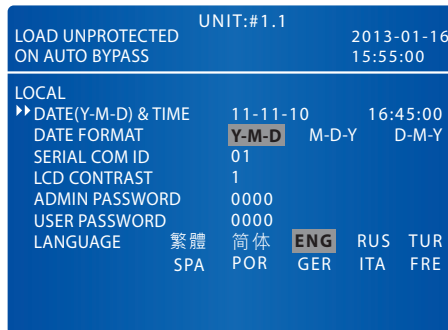 UNIT:#1.1
LOAD UNPROTECTED 2013-01-16
ON AUTO BYPASS 15:55:00
LOCAL
DATE(Y-M-D) & TIME 11-11-10 16:45:00
DATE FORMAT Y-M-D M-D-Y D-M-Y
SERIAL COM ID 01
LCD CONTRAST 1
ADMIN PASSWORD 0000
USER PASSWORD 0000
LANGUAGE 繁體 简体 ENG RUS TUR
SPA POR GER ITA FRE